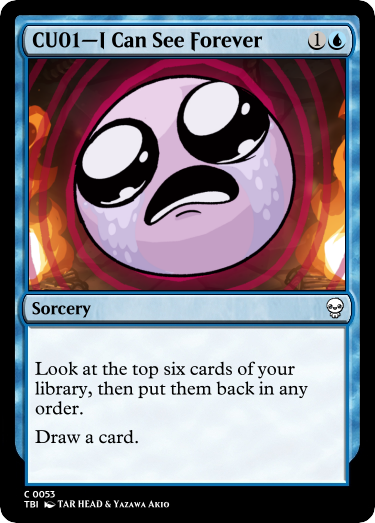 CU01—I Can See Forever 1
Sorcery
Look at the top six cards of your
library, then put them back in any
order.
Draw a card.
C 0053
TBI TAR HEAD & YAZAWA AKIO